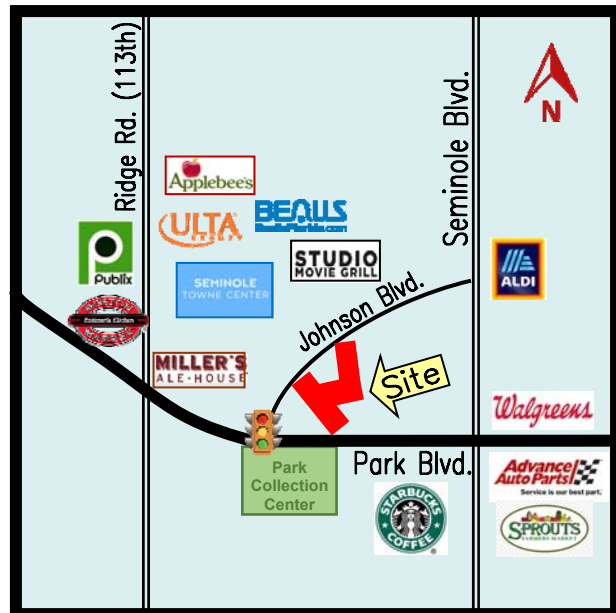 Ridge Rd. (113th)
Seminole Blvd.
N
Applebee's
ULTA
BEAUTY
BEALLS
Publix
STUDIO
MOVIE GRILL
SEMINOLE
TOWNE CENTER
ALDI
Johnson Blvd.
MILLER'S
ALE-HOUSE
Site
Walgreens
Park
Collection
Center
Park Blvd.
Advance
Auto Parts
Service is our best part.
STARBUCKS
COFFEE
SPROUTS
FARMERS MARKET